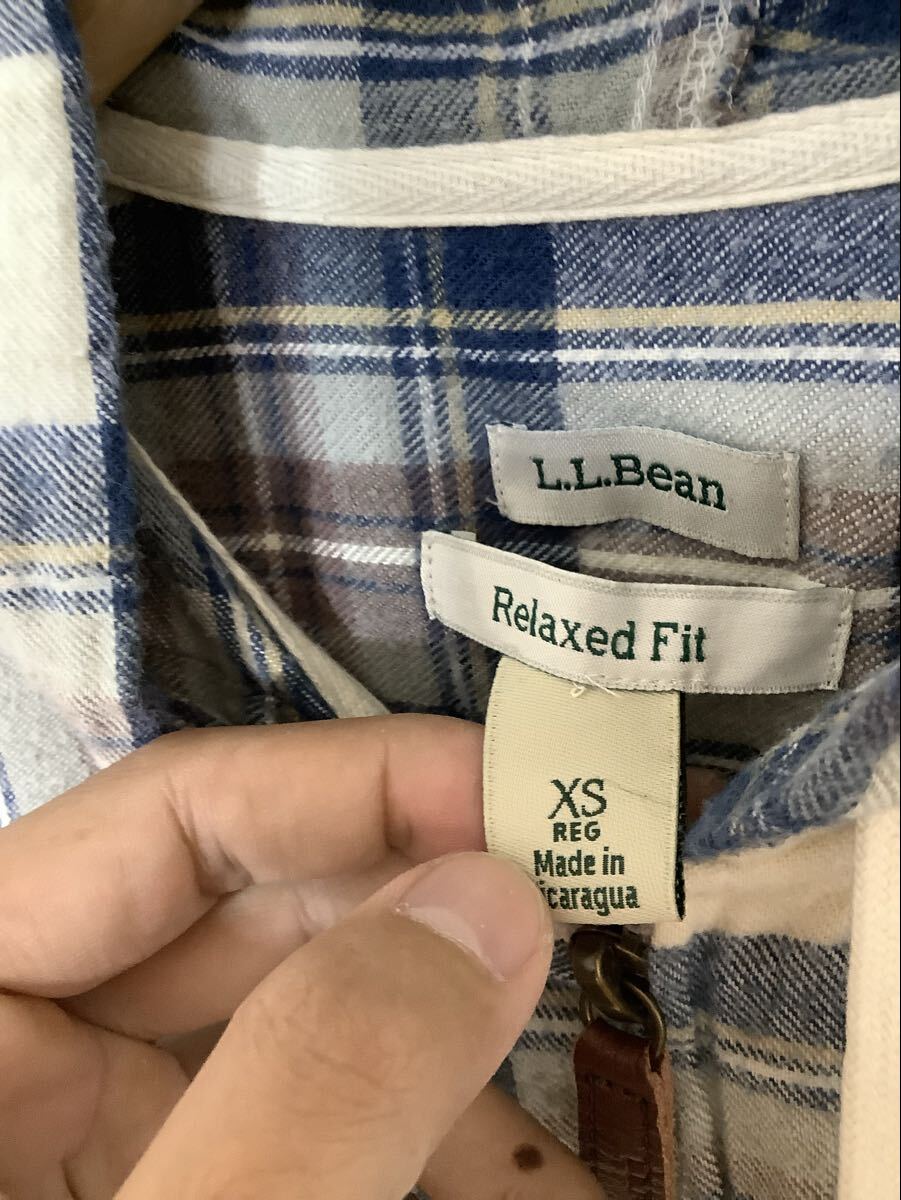 L.L.Bean
Relaxed Fit
XS
REG
Made in
icaragua